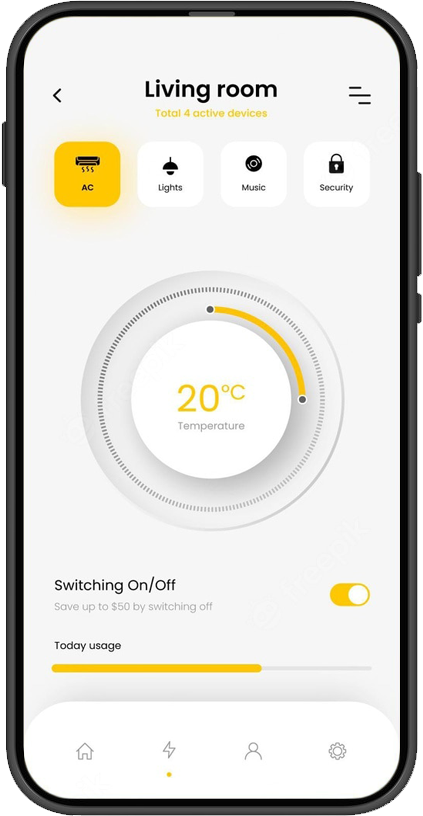 Living room
Total 4 active devices
AC
Lights
Music
Security
20°C
Temperature
Switching On/Off
Save up to $50 by switching off
Today usage